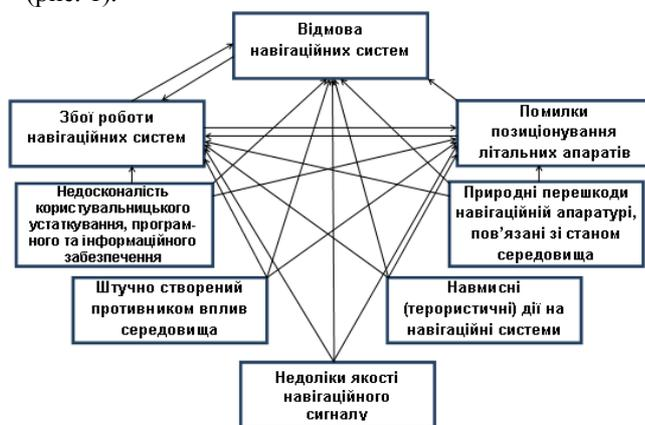 (рис. 1).
Відмова
навігаційних систем
Збої роботи
навігаційних систем
Помилки
позиціонування
літальних апаратів
Недосконалість
користувальницького
устаткування, програм-
ного та інформаційного
забезпечення
Природні перешкоди
навігаційній апаратурі,
пов’язані зі станом
середовища
Штучно створений
противником вплив
середовища
Навмисні
(терористичні) дії на
навігаційні системи
Недоліки якості
навігаційного
сигналу